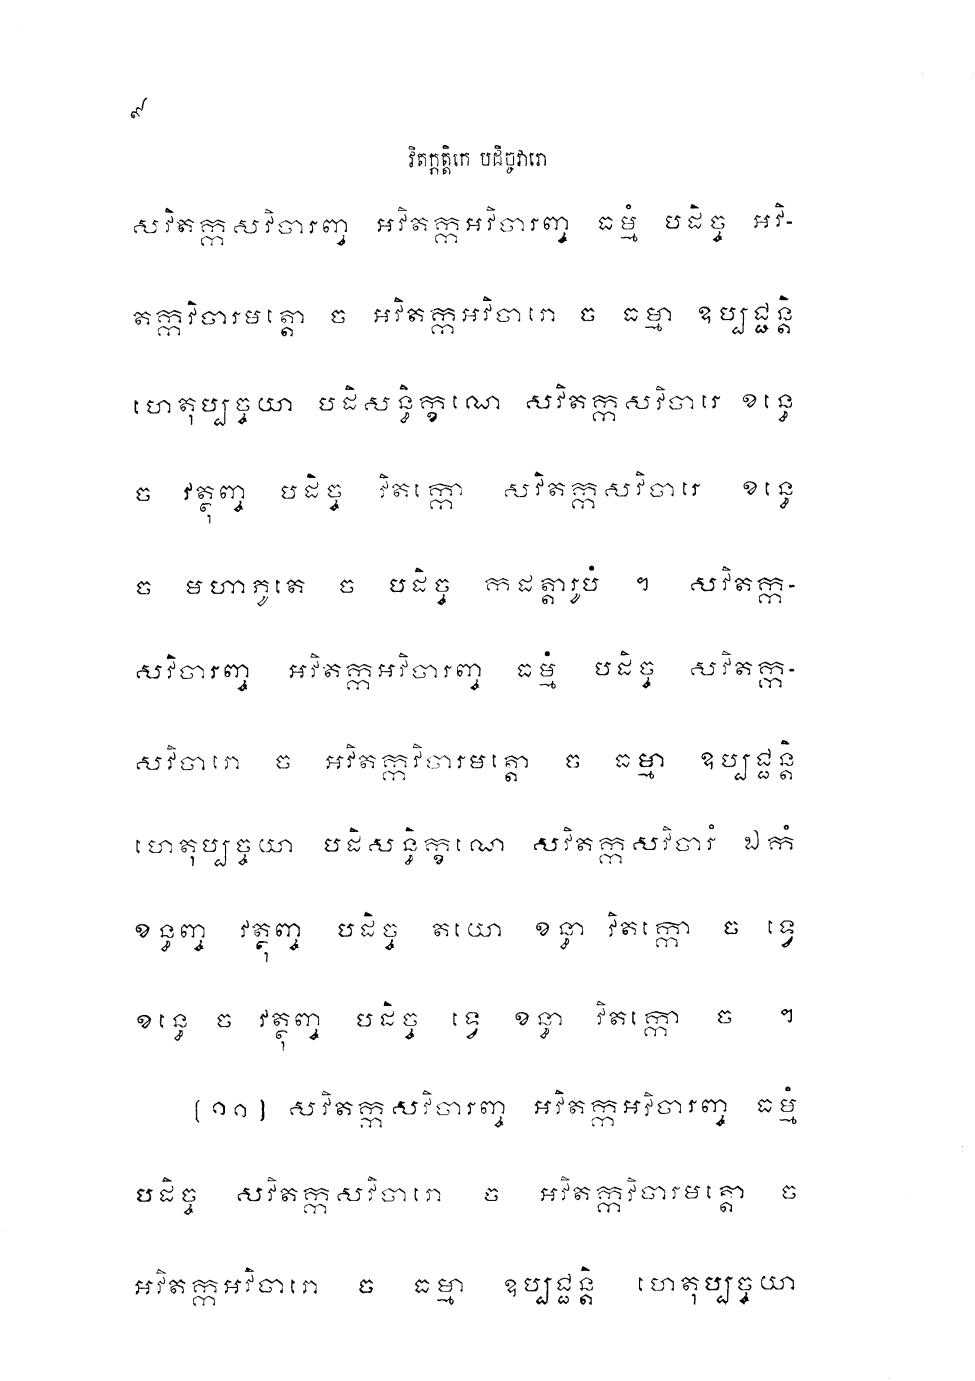 ៩
វិតក្កត្តិកេ បដិច្ចវារោ
សវិតក្កសវិចារញ្ច អវិតក្កអវិចារញ្ច ធម្មំ បដិច្ច អវិ-
តក្កវិចារមត្តោ ច អវិតក្កអវិចារោ ច ធម្មា ឧប្បជ្ជន្តិ
ហេតុប្បច្ចយា បដិសន្ធិក្ខណេ សវិតក្កសវិចារេ ខន្ធេ
ច វត្ថុញ្ច បដិច្ច វិតក្កោ សវិតក្កសវិចារេ ខន្ធេ
ច មហាភូតេ ច បដិច្ច កដត្តារូបំ ។ សវិតក្ក-
សវិចារញ្ច អវិតក្កអវិចារញ្ច ធម្មំ បដិច្ច សវិតក្ក-
សវិចារោ ច អវិតក្កវិចារមត្តោ ច ធម្មា ឧប្បជ្ជន្តិ
ហេតុប្បច្ចយា បដិសន្ធិក្ខណេ សវិតក្កសវិចារំ ឯកំ
ខន្ធញ្ច វត្ថុញ្ច បដិច្ច តយោ ខន្ធា វិតក្កោ ច ទ្វេ
ខន្ធេ ច វត្ថុញ្ច បដិច្ច ទ្វេ ខន្ធា វិតក្កោ ច ។
[១១] សវិតក្កសវិចារញ្ច អវិតក្កអវិចារញ្ច ធម្មំ
បដិច្ច សវិតក្កសវិចារោ ច អវិតក្កវិចារមត្តោ ច
អវិតក្កអវិចារោ ច ធម្មា ឧប្បជ្ជន្តិ ហេតុប្បច្ចយា